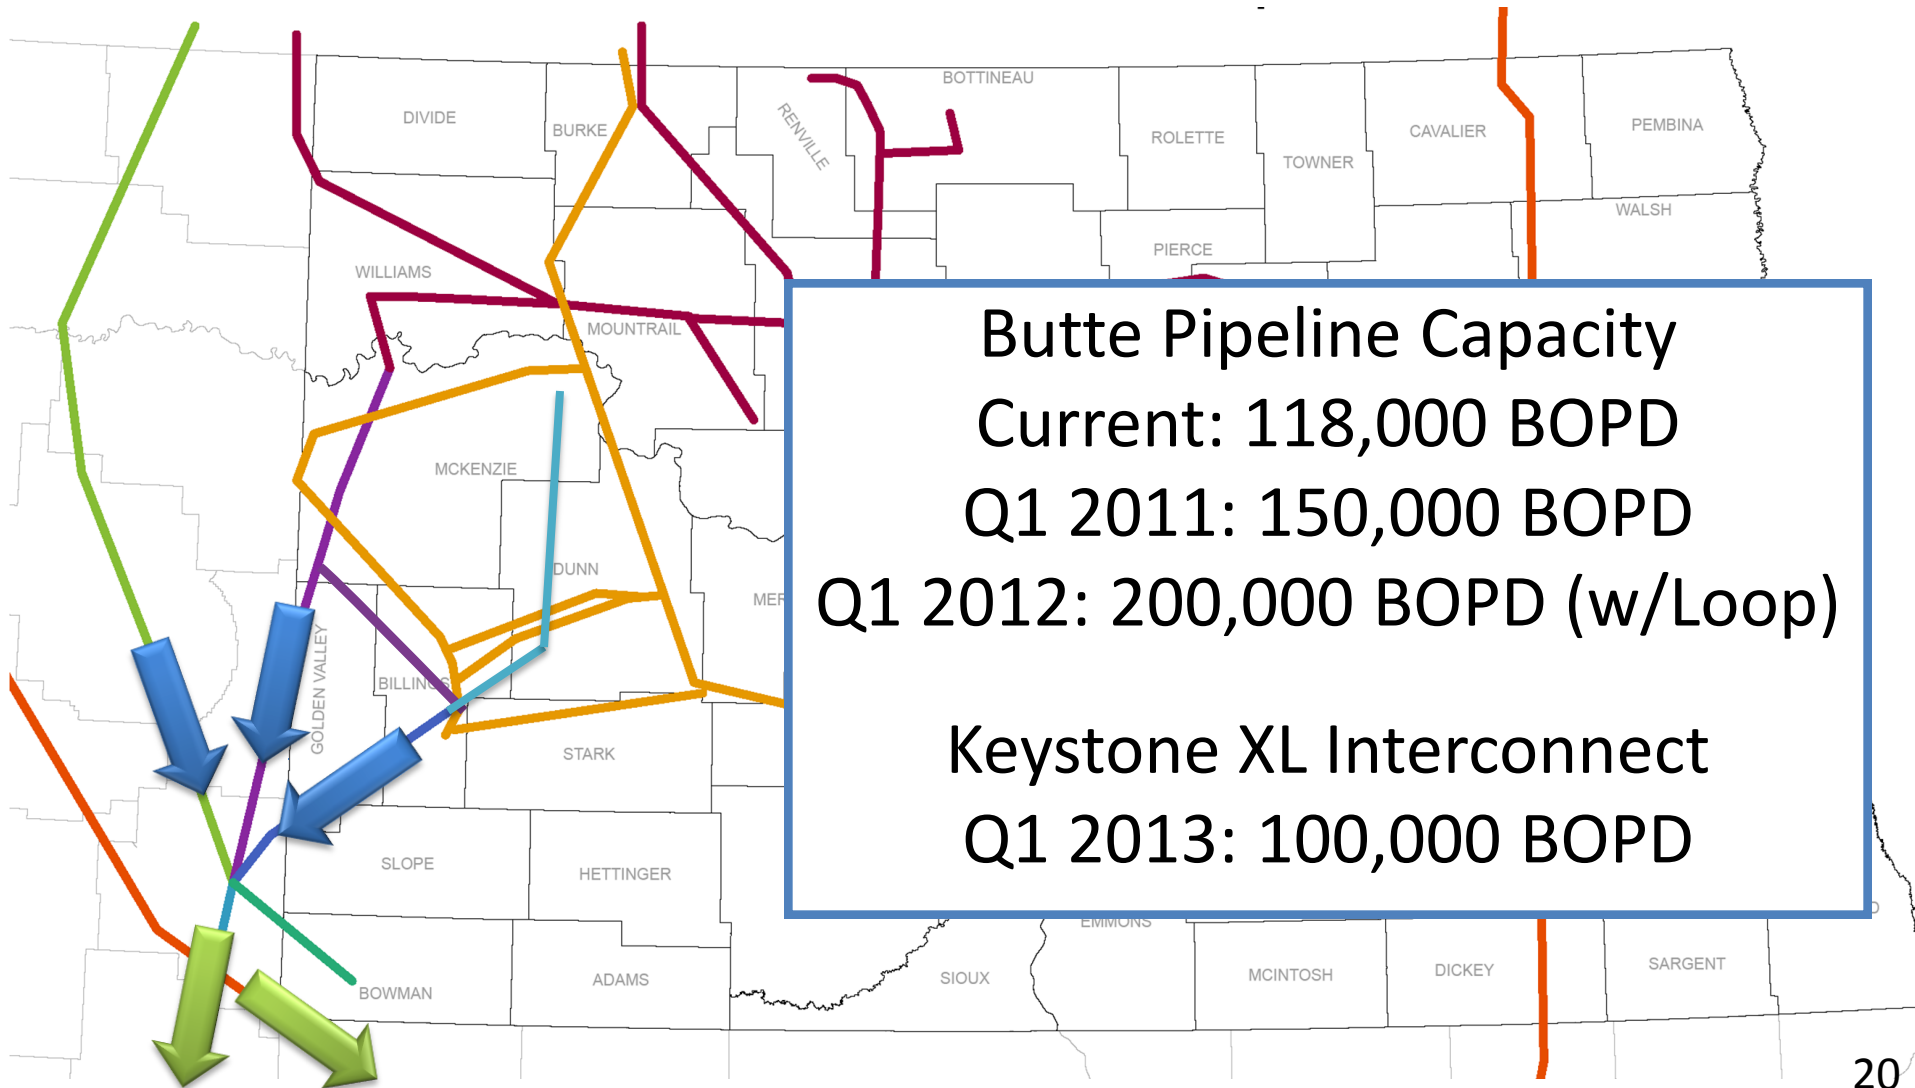 BOTTINEAU
DIVIDE
BURKE
RENVILLE
ROLETTE
TOWNER
CAVALIER
PEMBINA
WALSH
PIERCE
WILLIAMS
MOUNTRAIL
MCKENZIE
DUNN
MER
GOLDEN VALLEY
BILLINGS
STARK
SLOPE
HETTINGER
BOWMAN
ADAMS
SIOUX
EMMONS
MCINTOSH
DICKEY
SARGENT
Butte Pipeline Capacity
Current: 118,000 BOPD
Q1 2011: 150,000 BOPD
Q1 2012: 200,000 BOPD (w/Loop)
Keystone XL Interconnect
Q1 2013: 100,000 BOPD
20